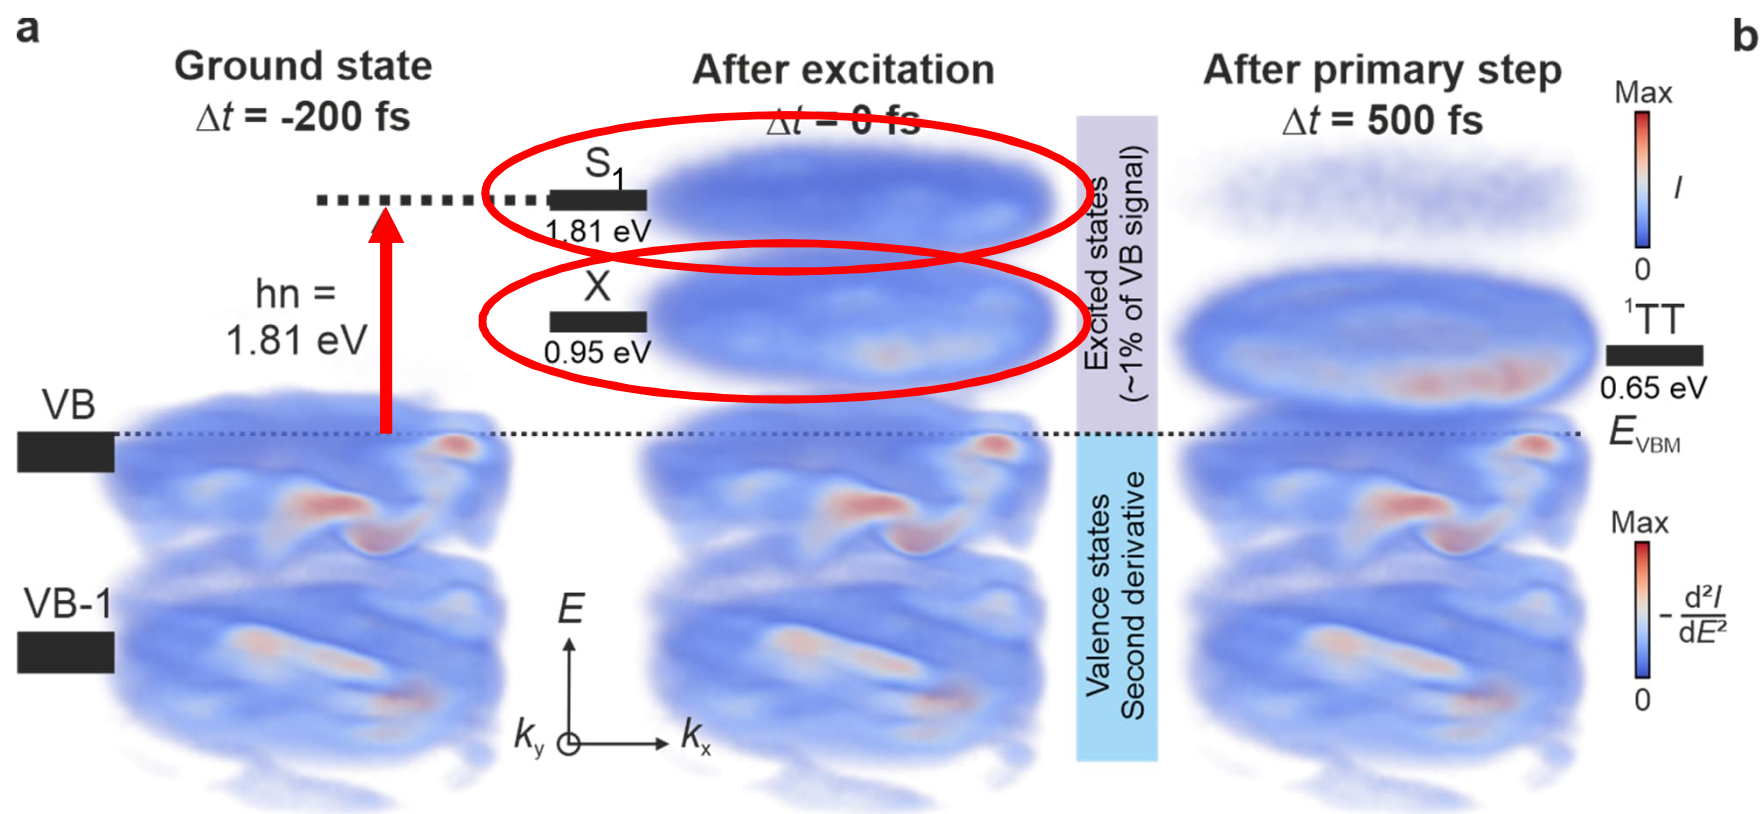 a
b
Ground state
Δt = -200 fs
After excitation
Δt = 0 fs
After primary step
Δt = 500 fs
Max
I
0
S1
1.81 eV
X
0.95 eV
hn =
1.81 eV
Excited states
(~1% of VB signal)
¹TT
0.65 eV
VB
EVBM
VB-1
Valence states
Second derivative
Max
- d²I
dE²
0
E
ky
kx